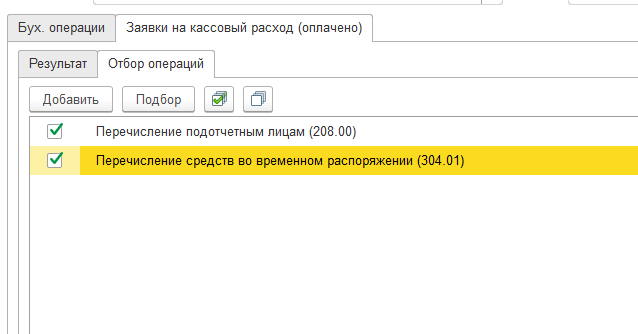 Бух. операции Заявки на кассовый расход (оплачено)
Результат Отбор операций
Добавить Подбор
Перечисление подотчетным лицам (208.00)
Перечисление средств во временном распоряжении (304.01)